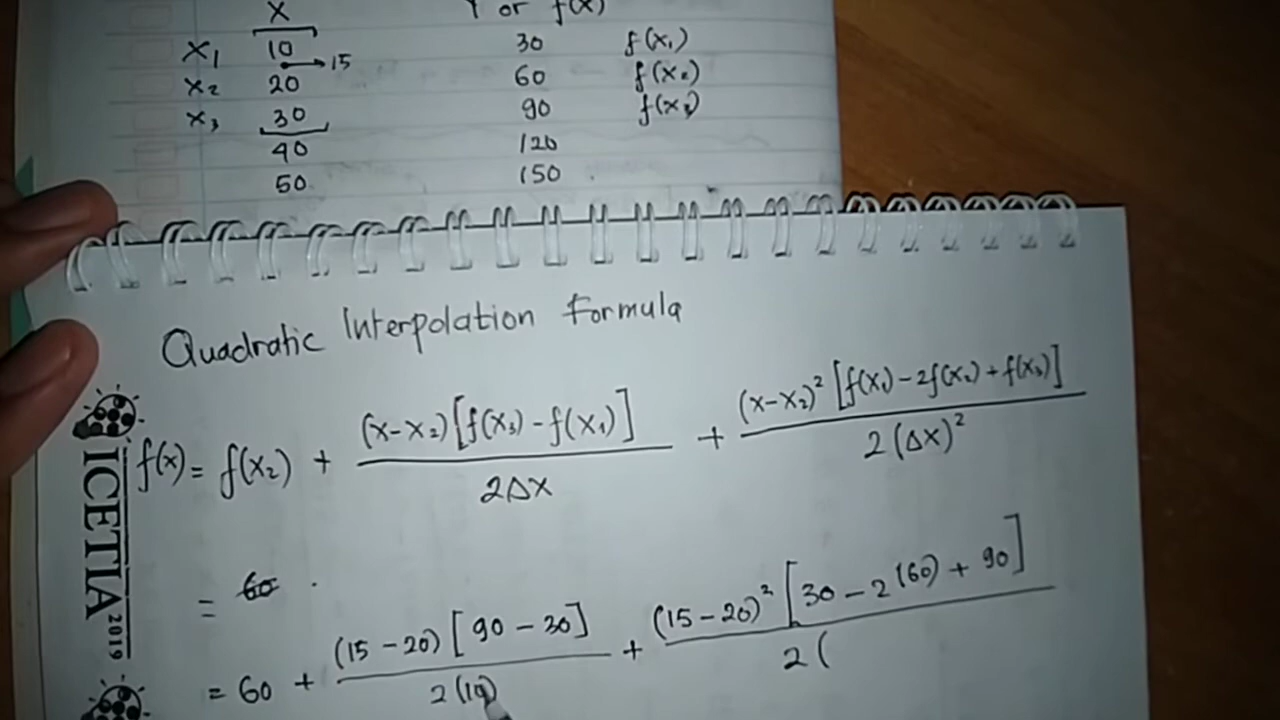 X Y or f(x)
x₁ 10 → 15 30 f(x₁)
x₂ 20 60 f(x₂)
x₃ 30 90 f(x₃)
40 120
50 150
Quadratic Interpolation Formula
f(x) = f(x₂) + (x-x₂)[f(x₃) - f(x₁)] / 2Δx + (x-x₂)² [f(x₁) - 2f(x₂) + f(x₃)] / 2(Δx)²
= 60
= 60 + (15 - 20) [90 - 30] / 2(10) + (15 - 20)² [30 - 2(60) + 90] / 2(
ICETIA 2019